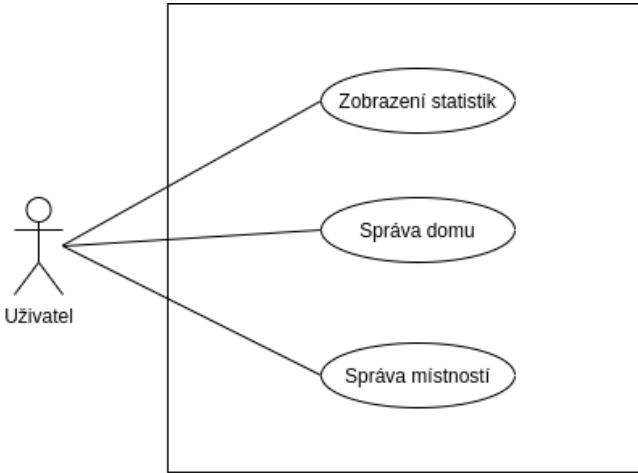 Zobrazení statistik
Správa domu
Uživatel
Správa místností